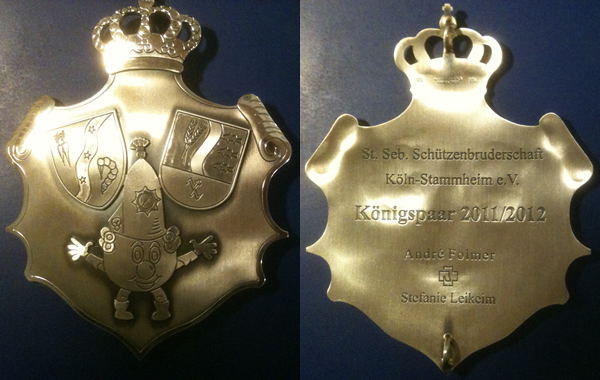 St. Seb. Schützenbruderschaft
Köln-Stammheim e.V.
Königspaar 2011/2012
André Folmer
Stefanie Leikeim